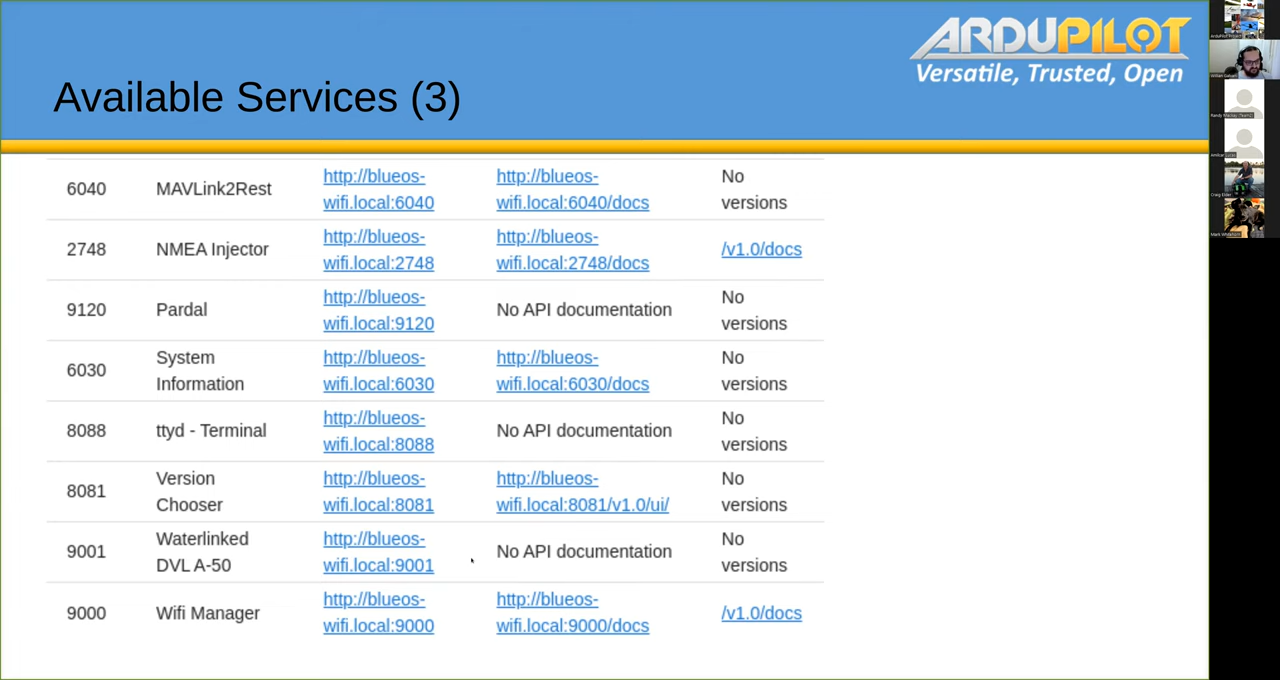 ARDUPILOT
Versatile, Trusted, Open
Available Services (3)
6040 MAVLink2Rest http://blueos- http://blueos- No
wifi.local:6040 wifi.local:6040/docs versions
2748 NMEA Injector http://blueos- http://blueos- /v1.0/docs
wifi.local:2748 wifi.local:2748/docs
9120 Pardal http://blueos- No API documentation No
wifi.local:9120 versions
6030 System http://blueos- http://blueos- No
Information wifi.local:6030 wifi.local:6030/docs versions
8088 ttyd - Terminal http://blueos- No API documentation No
wifi.local:8088 versions
8081 Version http://blueos- http://blueos- No
Chooser wifi.local:8081 wifi.local:8081/v1.0/ui/ versions
9001 Waterlinked http://blueos- No API documentation No
DVL A-50 wifi.local:9001 versions
9000 Wifi Manager http://blueos- http://blueos- /v1.0/docs
wifi.local:9000 wifi.local:9000/docs